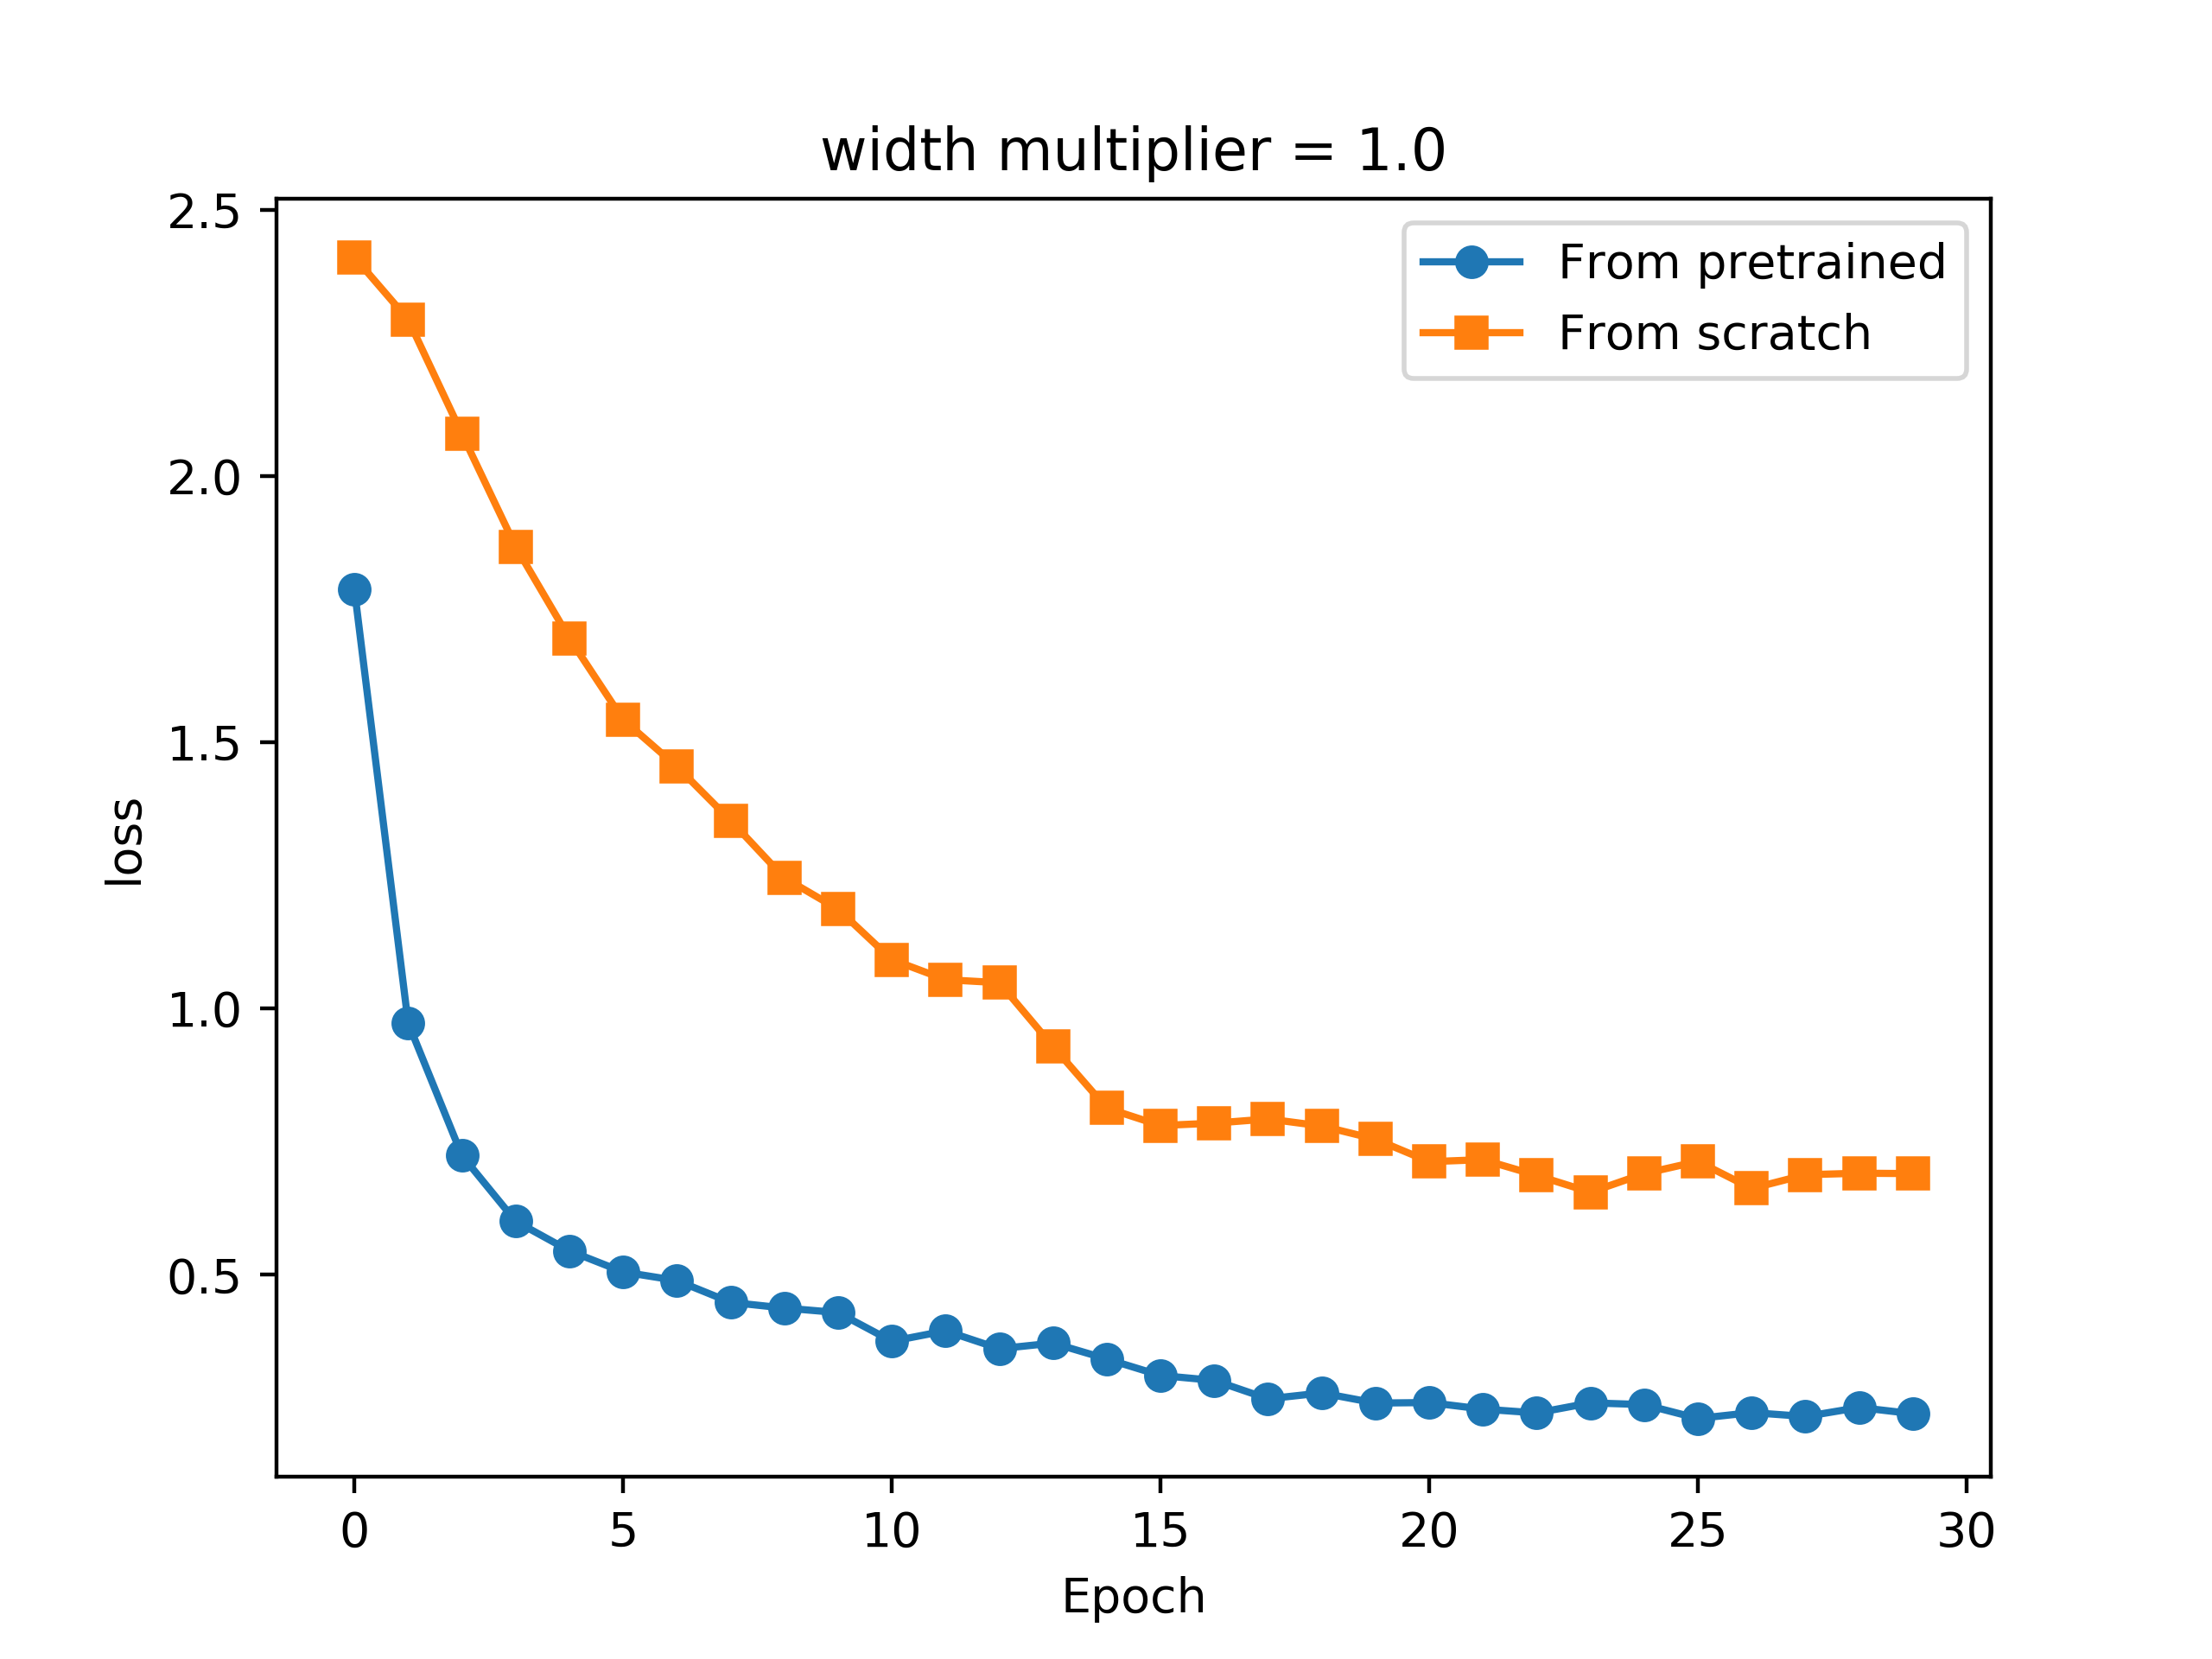 width multiplier = 1.0
2.5
2.0
1.5
1.0
0.5
loss
From pretrained
From scratch
0 5 10 15 20 25 30
Epoch